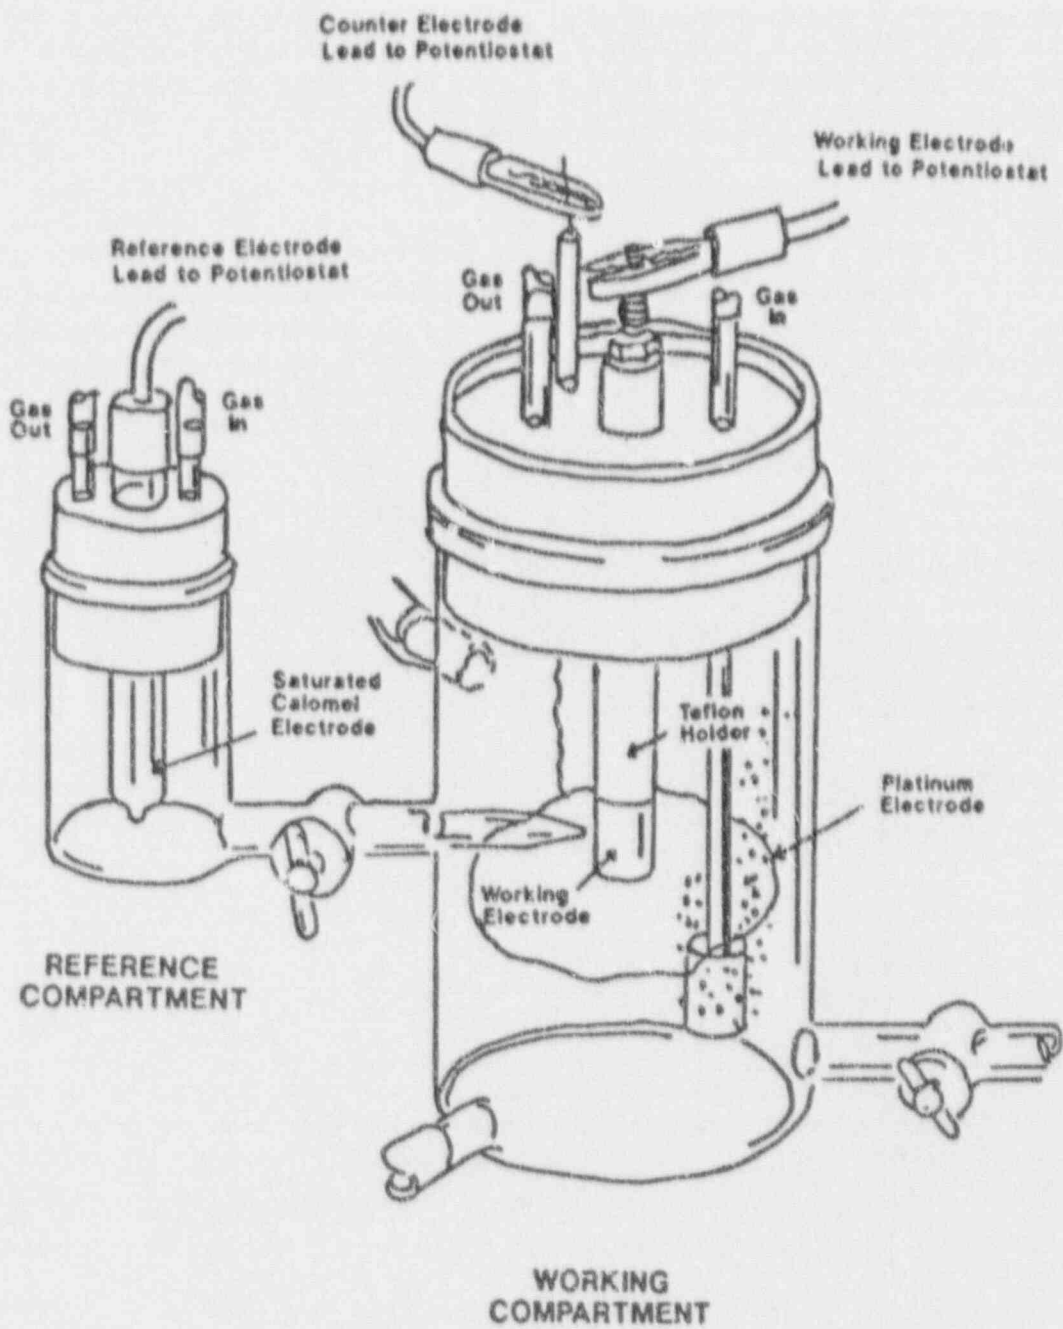 Counter Electrode
Lead to Potentiostat
Working Electrode
Lead to Potentiostat
Reference Electrode
Lead to Potentiostat
Gas
Out
Gas
In
Gas
Out
Gas
In
Saturated
Calomel
Electrode
Teflon
Holder
Platinum
Electrode
Working
Electrode
REFERENCE
COMPARTMENT
WORKING
COMPARTMENT